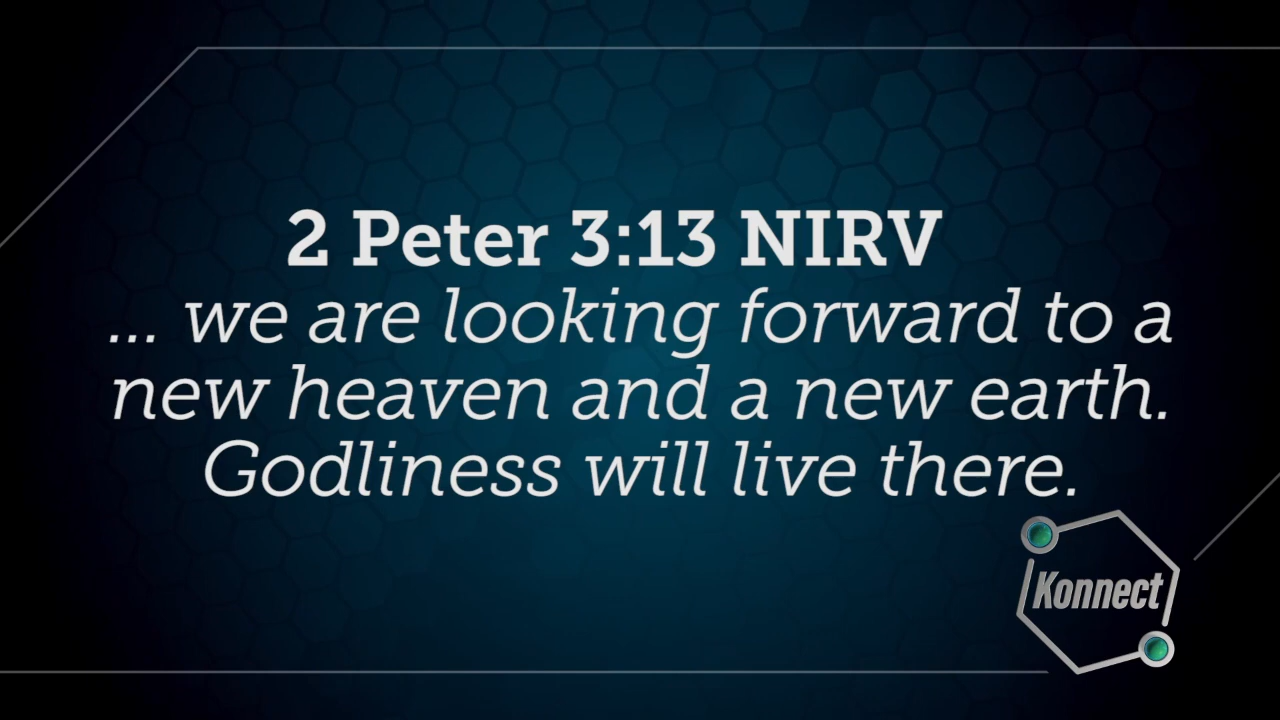 2 Peter 3:13 NIRV
... we are looking forward to a
new heaven and a new earth.
Godliness will live there.
Konnect